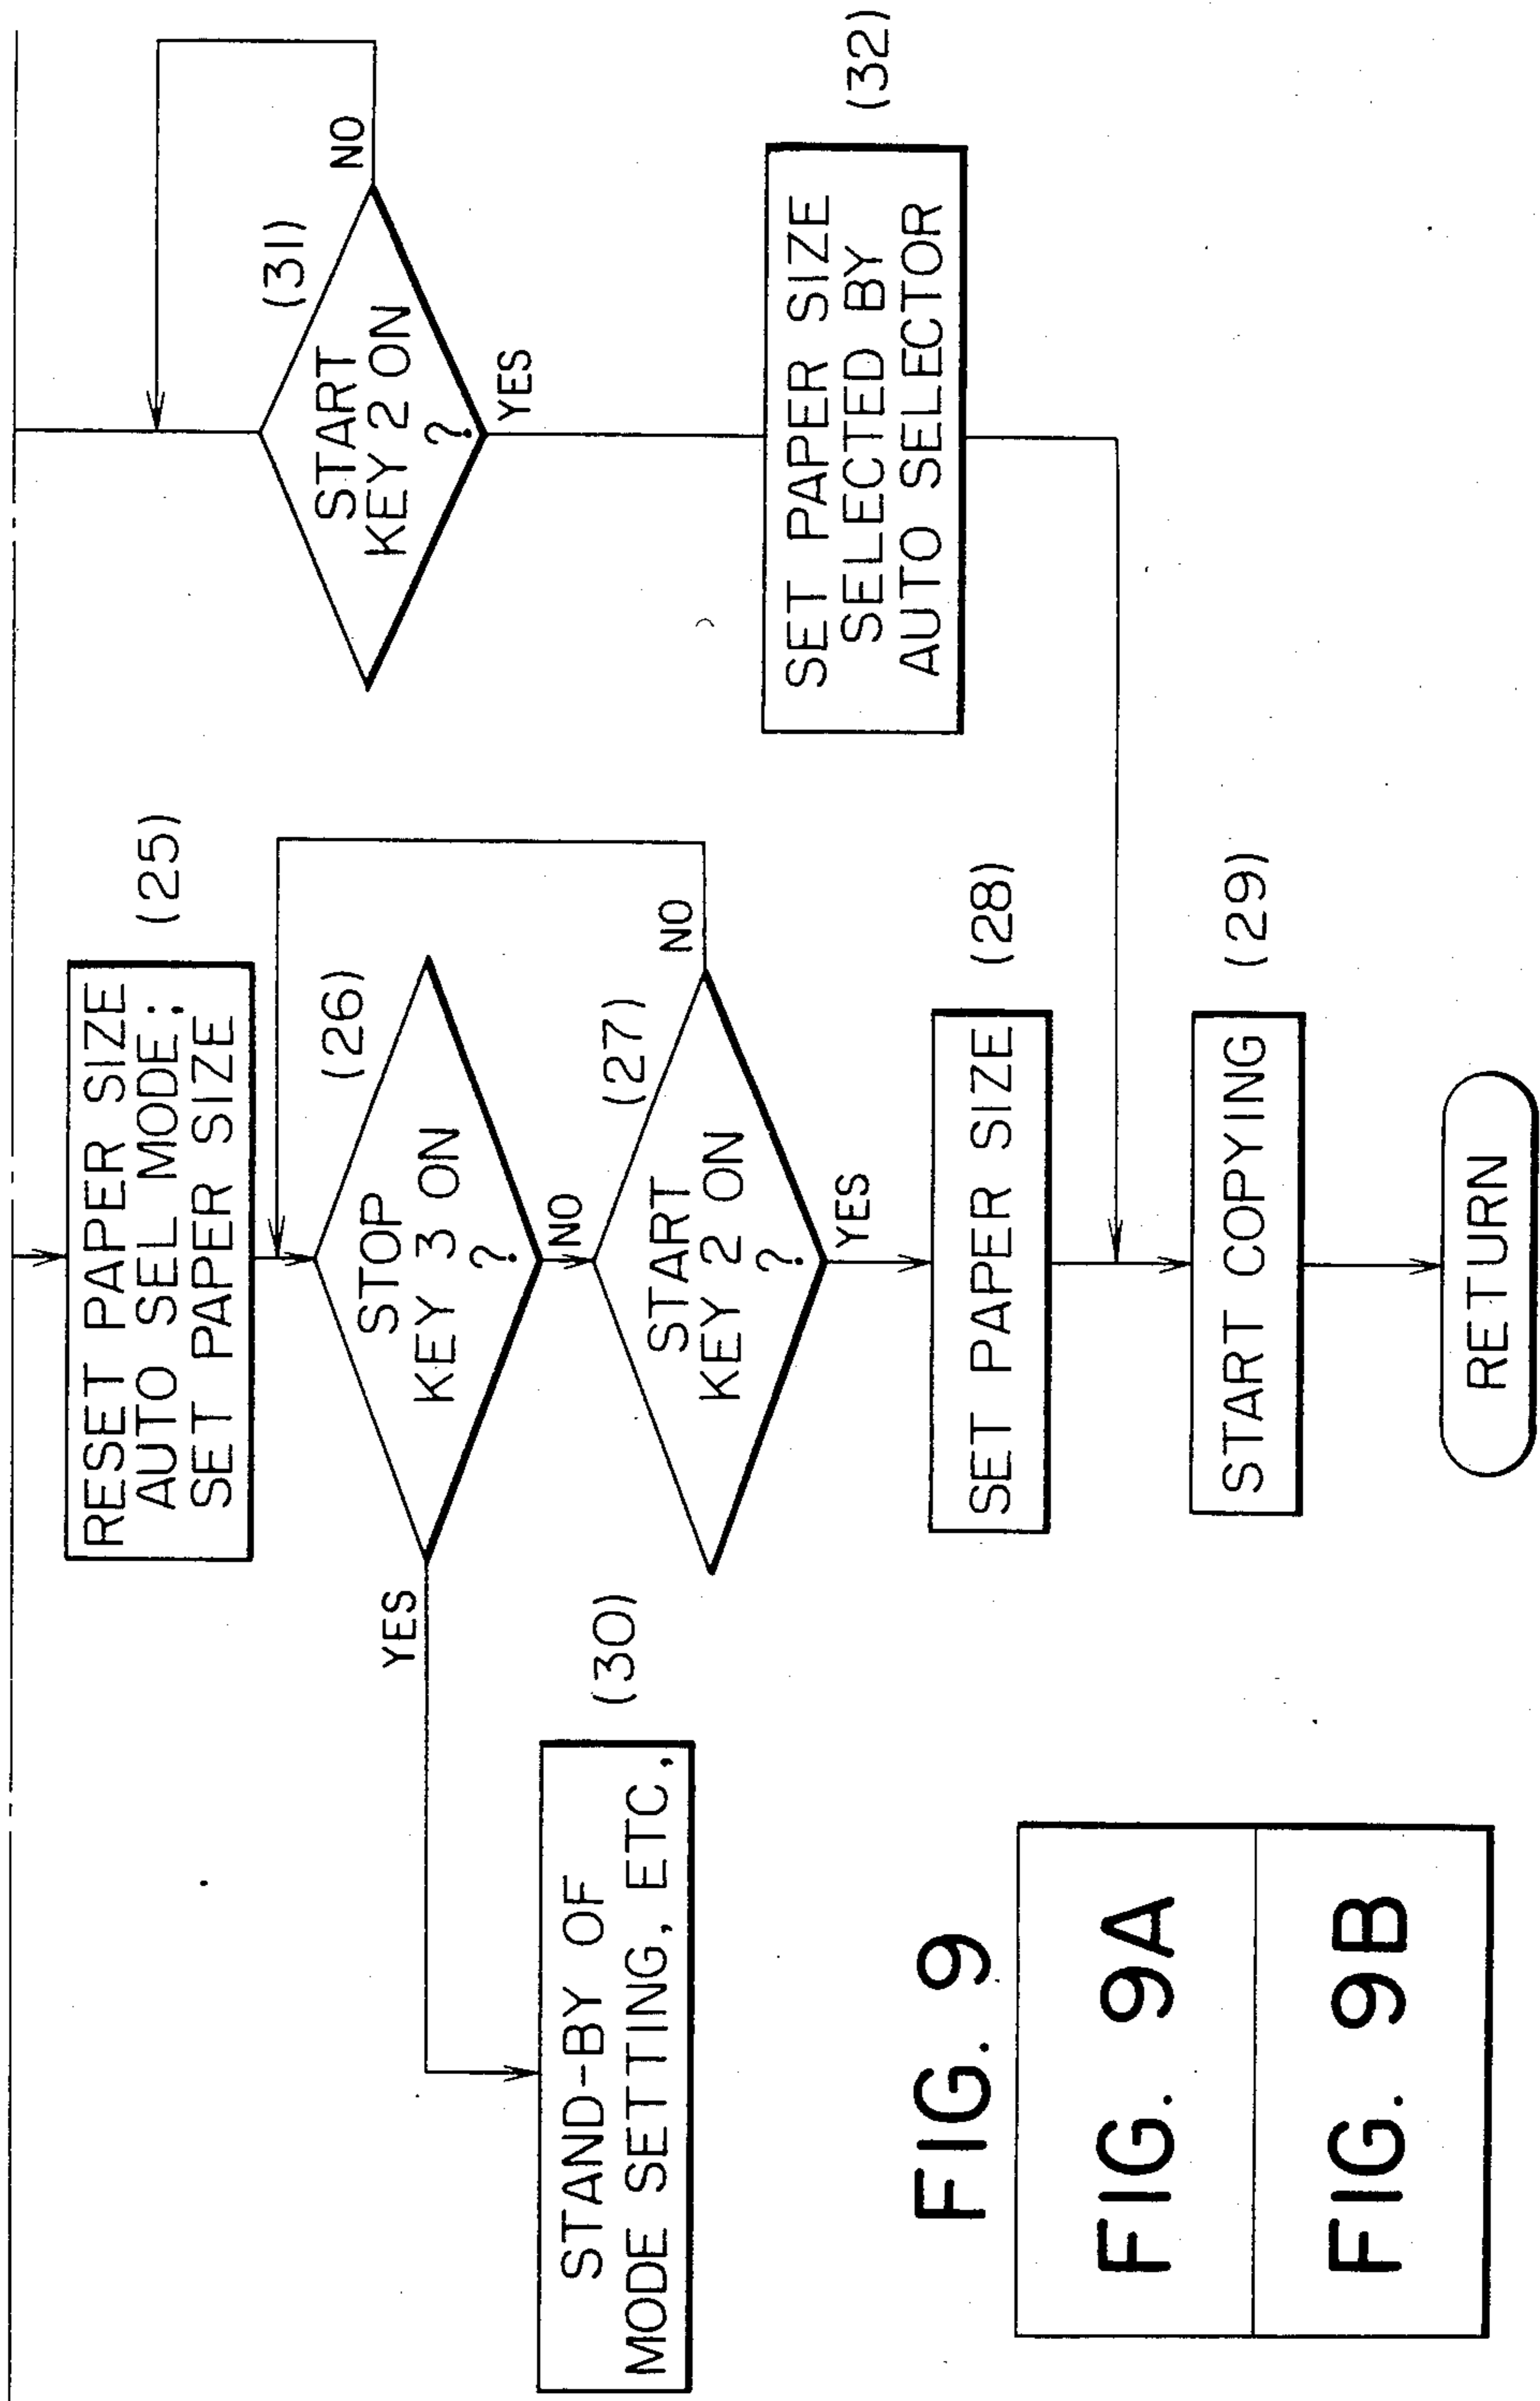 RESET PAPER SIZE
AUTO SEL MODE;
SET PAPER SIZE
(25)
STOP
KEY 3 ON
?
(26)
YES
NO
START
KEY 2 ON
?
(27)
NO
YES
SET PAPER SIZE
(28)
START COPYING
(29)
RETURN
STAND-BY OF
MODE SETTING, ETC.
(30)
START
KEY 2 ON
?
(31)
NO
YES
SET PAPER SIZE
SELECTED BY
AUTO SELECTOR
(32)
FIG. 9
FIG. 9A
FIG. 9B